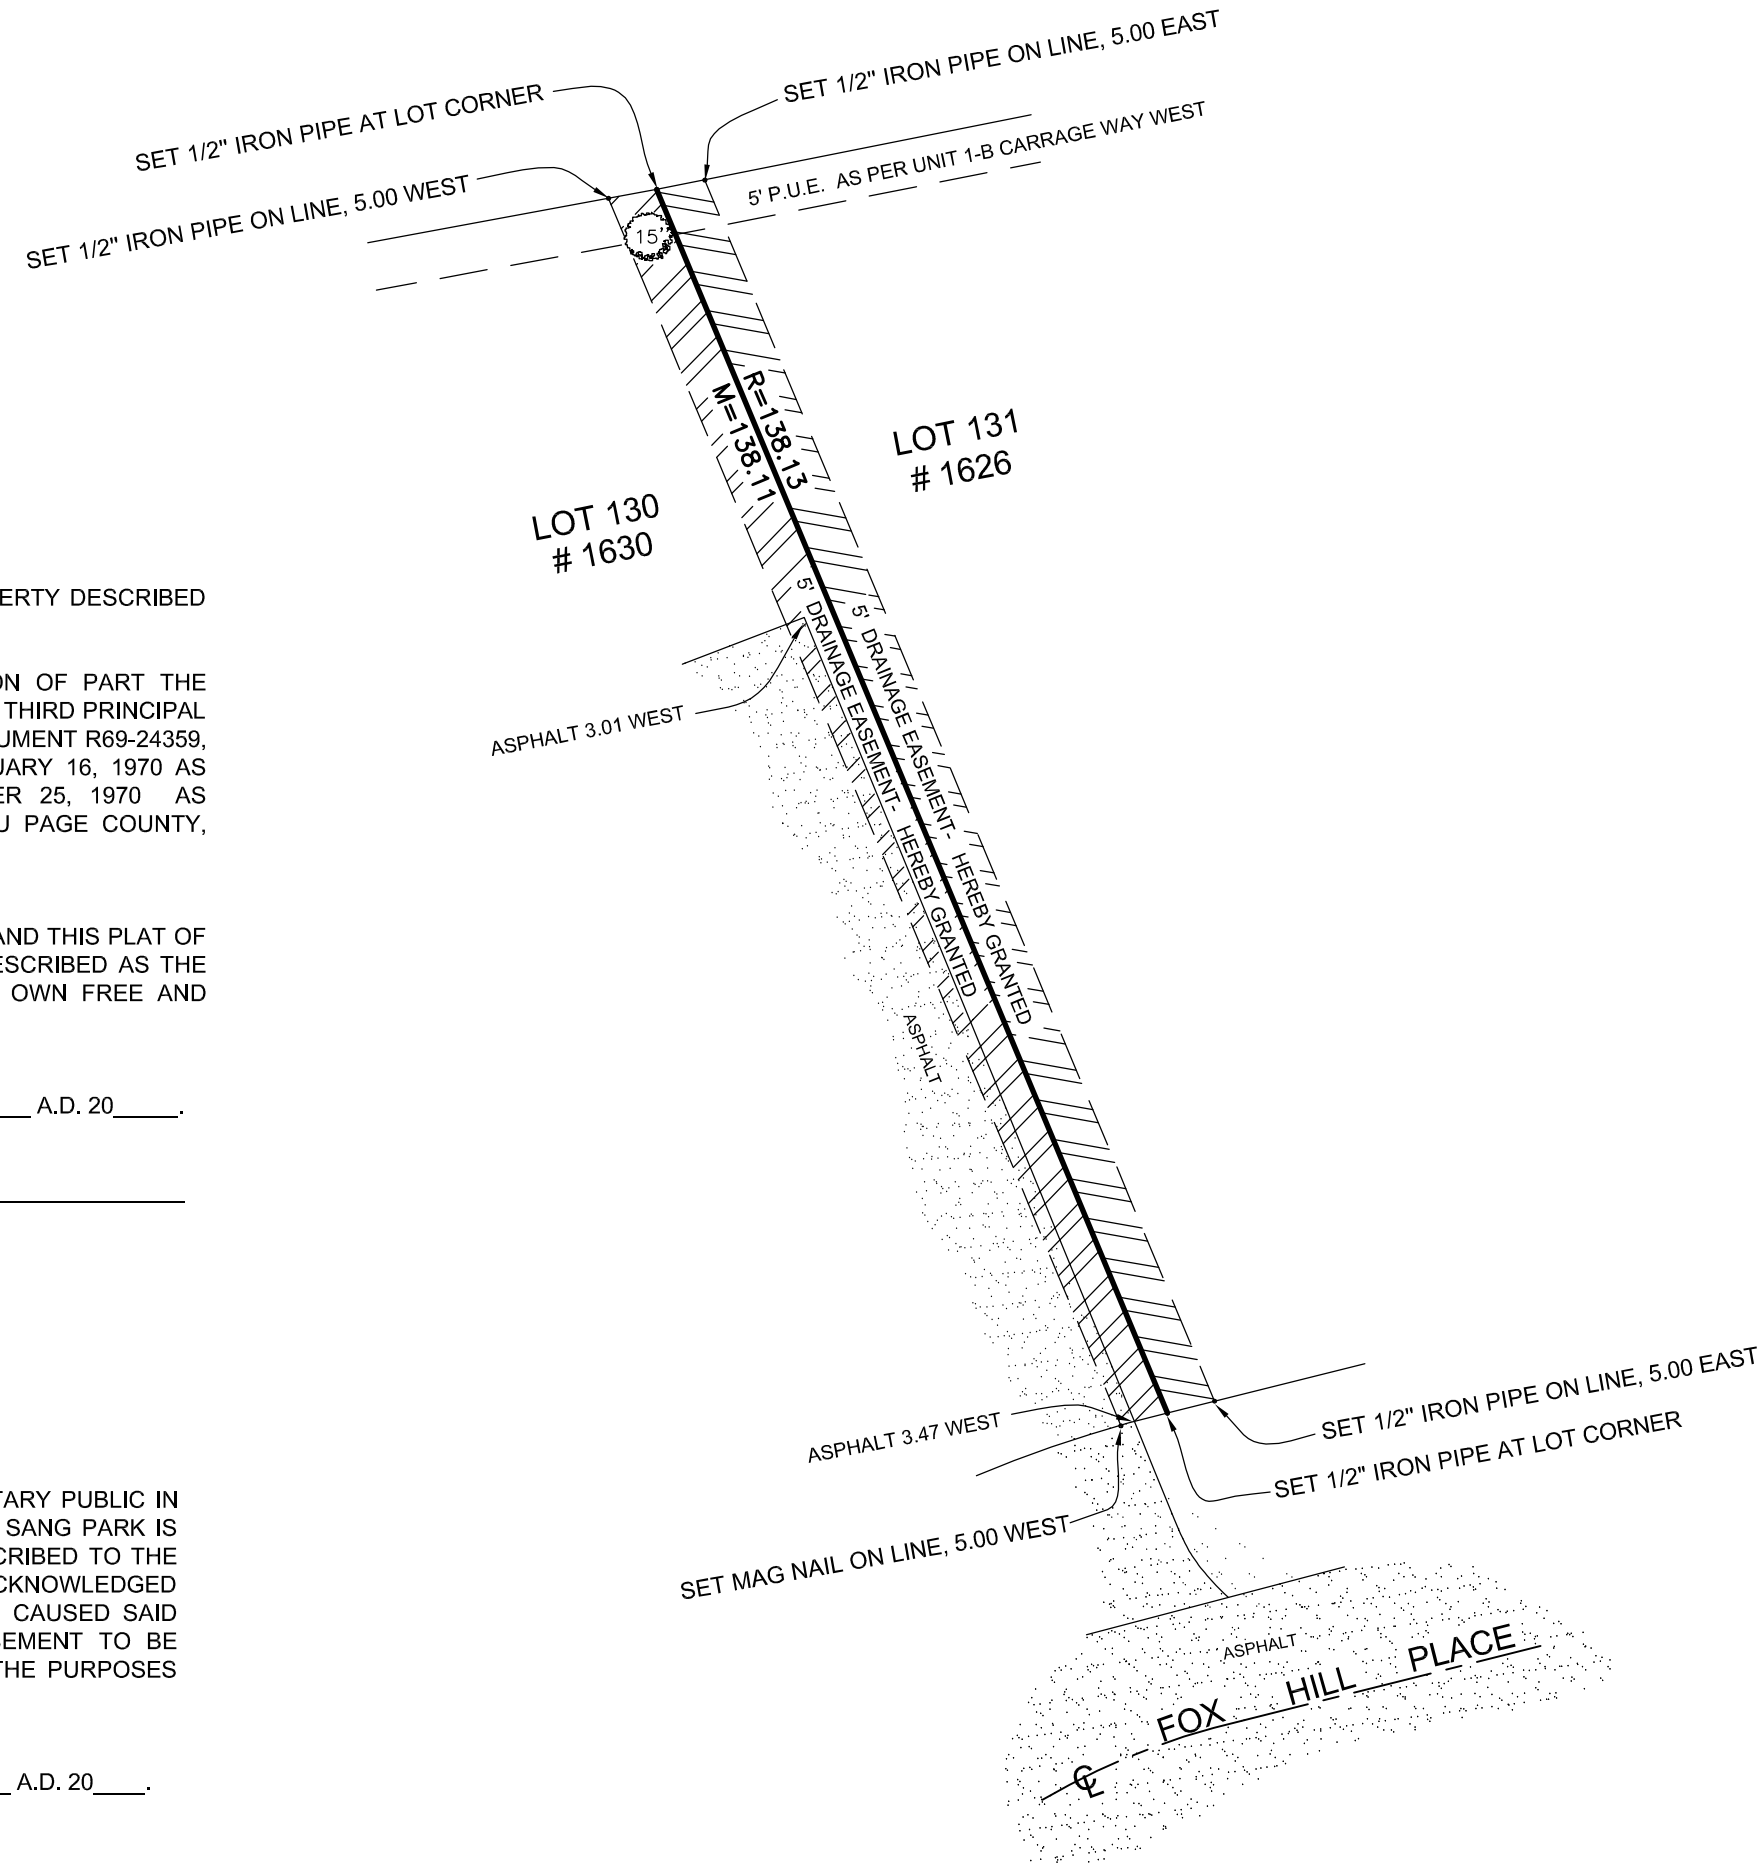 SET 1/2" IRON PIPE ON LINE, 5.00 EAST
SET 1/2" IRON PIPE AT LOT CORNER
5' P.U.E. AS PER UNIT 1-B CARRAGE WAY WEST
SET 1/2" IRON PIPE ON LINE, 5.00 WEST
15'
R=138.13
M=138.11
LOT 131
# 1626
LOT 130
# 1630
5' DRAINAGE EASEMENT- HEREBY GRANTED
5' DRAINAGE EASEMENT- HEREBY GRANTED
ASPHALT 3.01 WEST
ASPHALT
ERTY DESCRIBED
ON OF PART THE
THIRD PRINCIPAL
UMENT R69-24359,
UARY 16, 1970 AS
ER 25, 1970 AS
U PAGE COUNTY,
AND THIS PLAT OF
ESCRIBED AS THE
OWN FREE AND
___ A.D. 20_____.
ASPHALT 3.47 WEST
SET 1/2" IRON PIPE ON LINE, 5.00 EAST
SET 1/2" IRON PIPE AT LOT CORNER
SET MAG NAIL ON LINE, 5.00 WEST
TARY PUBLIC IN
SANG PARK IS
CRIBED TO THE
CKNOWLEDGED
CAUSED SAID
SEMENT TO BE
THE PURPOSES
_ A.D. 20____.
ASPHALT
FOX HILL PLACE
℄